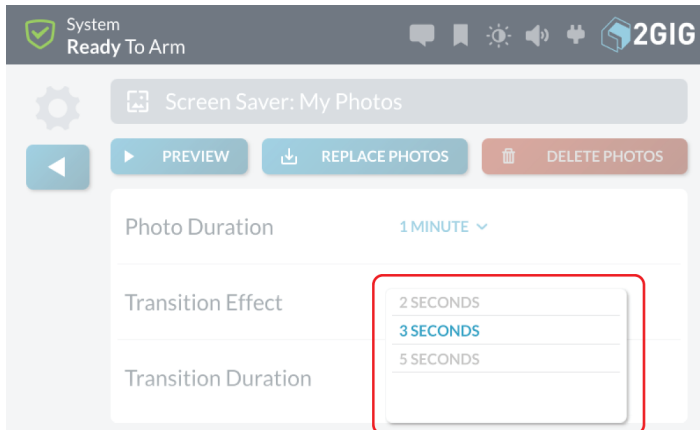 System
Ready To Arm
2GIG
Screen Saver: My Photos
PREVIEW
REPLACE PHOTOS
DELETE PHOTOS
Photo Duration
1 MINUTE
Transition Effect
2 SECONDS
3 SECONDS
5 SECONDS
Transition Duration